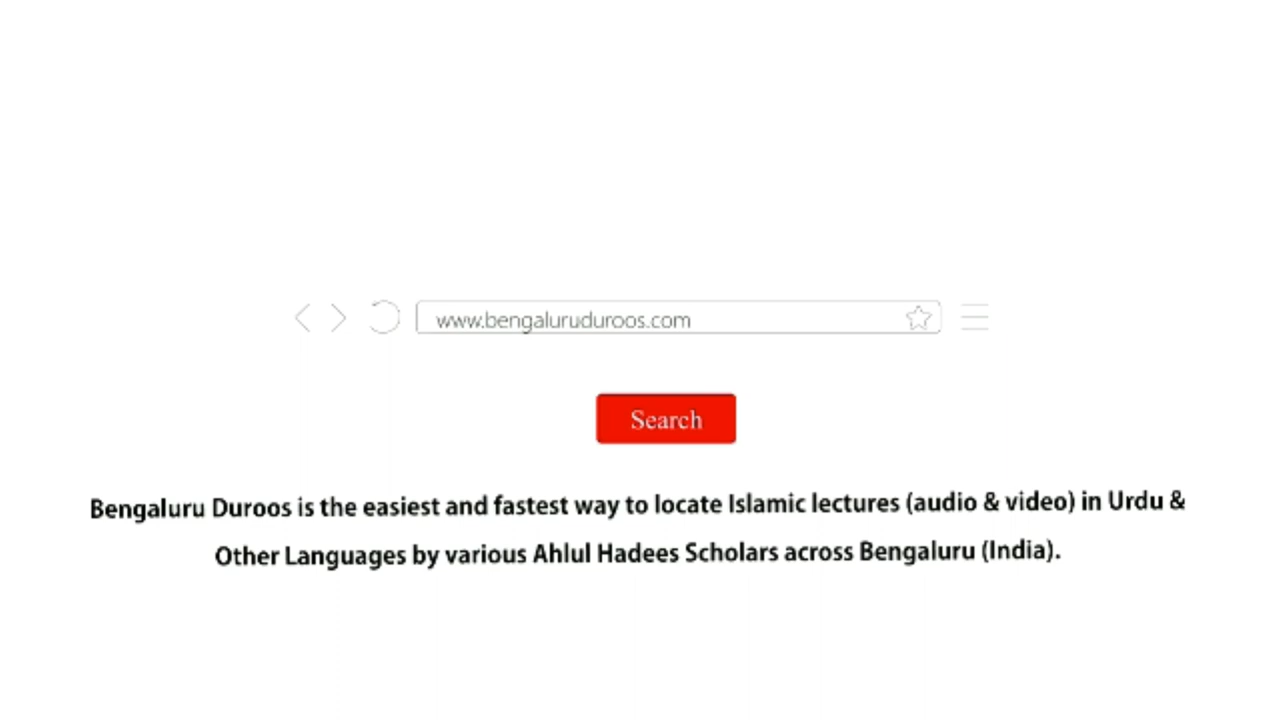 www.bengaluruduroos.com
Search
Bengaluru Duroos is the easiest and fastest way to locate Islamic lectures (audio & video) in Urdu &
Other Languages by various Ahlul Hadees Scholars across Bengaluru (India).